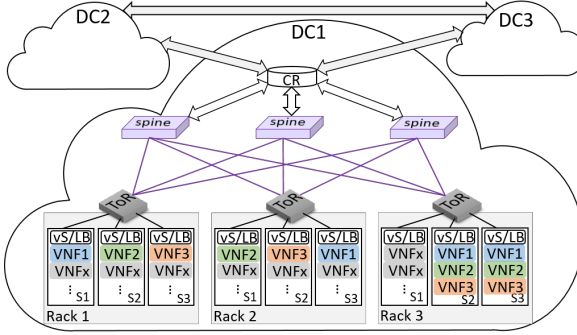 DC2
DC3
DC1
CR
spine
spine
spine
ToR
ToR
ToR
vS/LB
VNF1
VNFx
⋮ S1
vS/LB
VNF2
VNFx
⋮ S2
vS/LB
VNF3
VNFx
⋮ S3
Rack 1
vS/LB
VNF2
VNFx
⋮ S1
vS/LB
VNF3
VNFx
⋮ S2
vS/LB
VNF1
VNFx
⋮ S3
Rack 2
vS/LB
VNFx
VNFx
⋮ S1
vS/LB
VNF1
VNF2
VNF3
S2
vS/LB
VNF1
VNF2
VNF3
S3
Rack 3